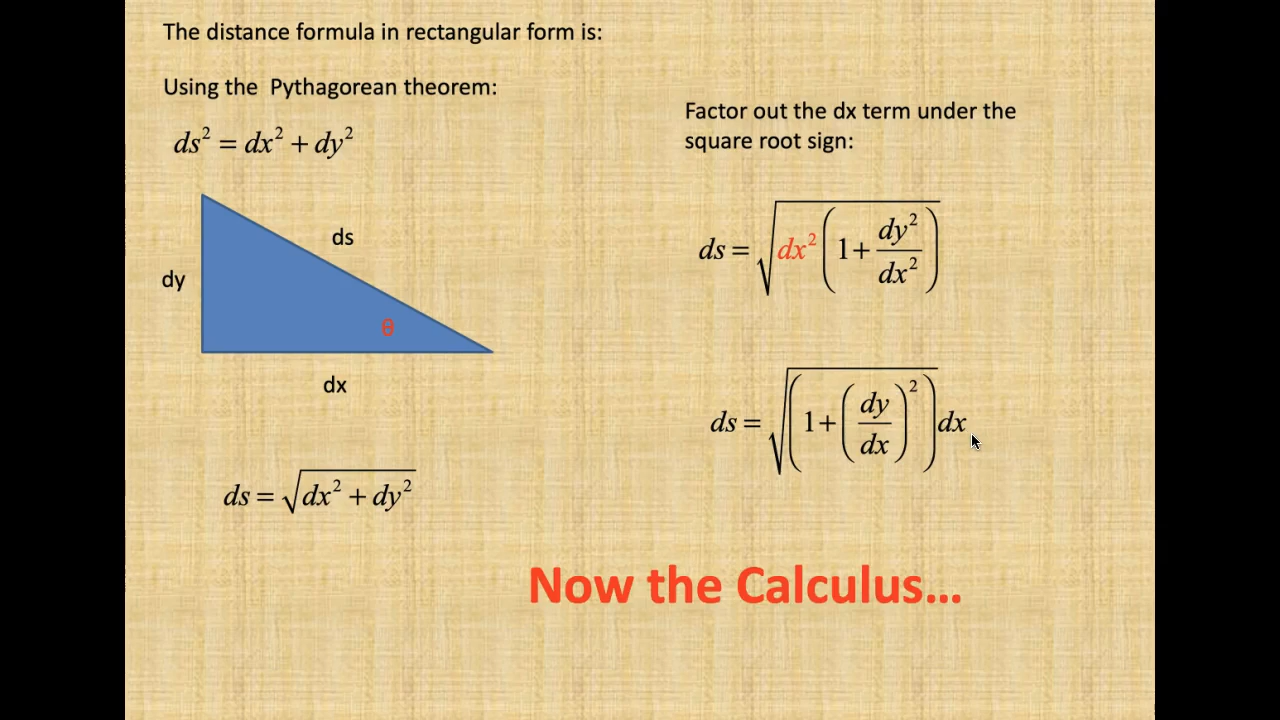 The distance formula in rectangular form is:
Using the Pythagorean theorem:
ds² = dx² + dy²
ds
dy
θ
dx
ds = √(dx² + dy²)
Factor out the dx term under the
square root sign:
ds = √(dx² (1 + dy²/dx²))
ds = √((1 + (dy/dx)²)) dx
Now the Calculus...